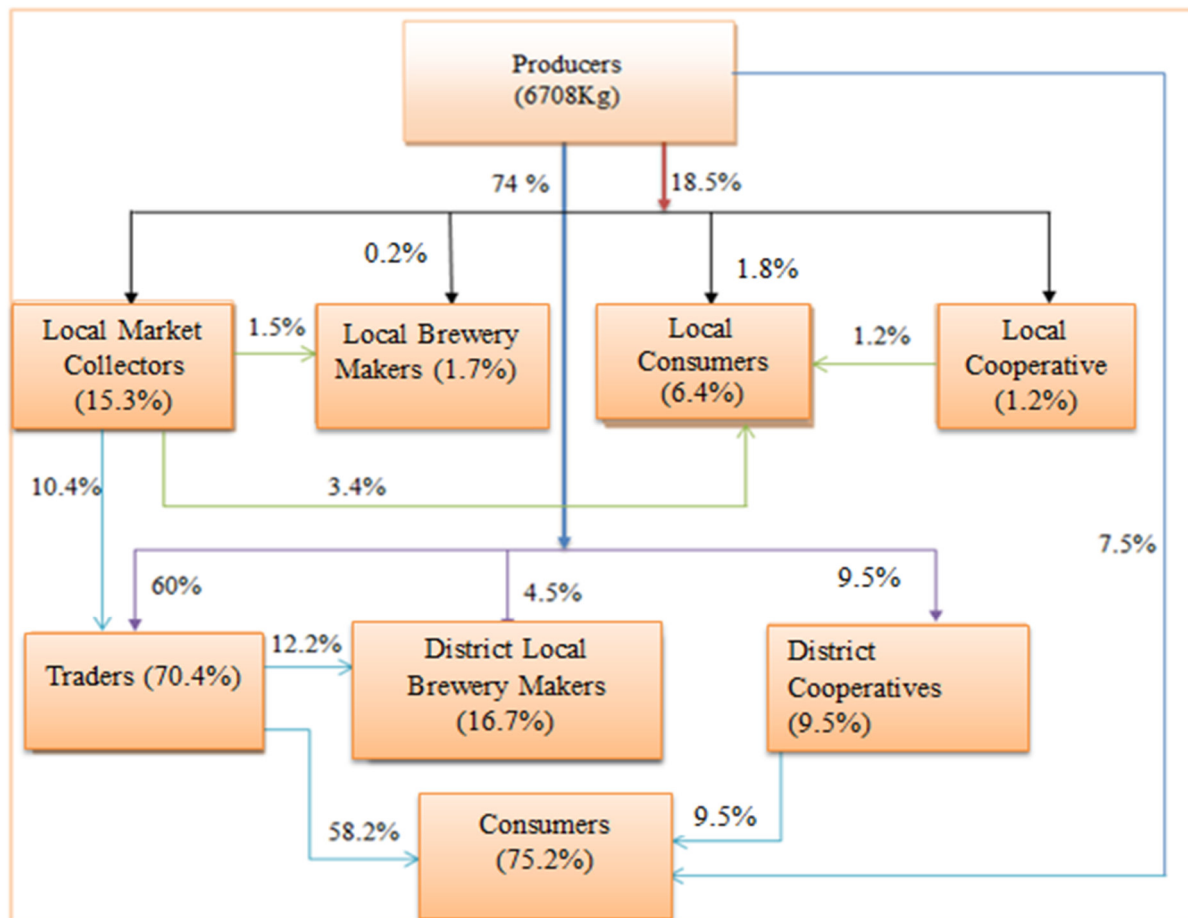 Producers
(6708Kg)
74 %
18.5%
0.2%
1.8%
Local Market
Collectors
(15.3%)
1.5%
Local Brewery
Makers (1.7%)
Local
Consumers
(6.4%)
1.2%
Local
Cooperative
(1.2%)
10.4%
3.4%
7.5%
60%
4.5%
9.5%
Traders (70.4%)
12.2%
District Local
Brewery Makers
(16.7%)
District
Cooperatives
(9.5%)
58.2%
Consumers
(75.2%)
9.5%